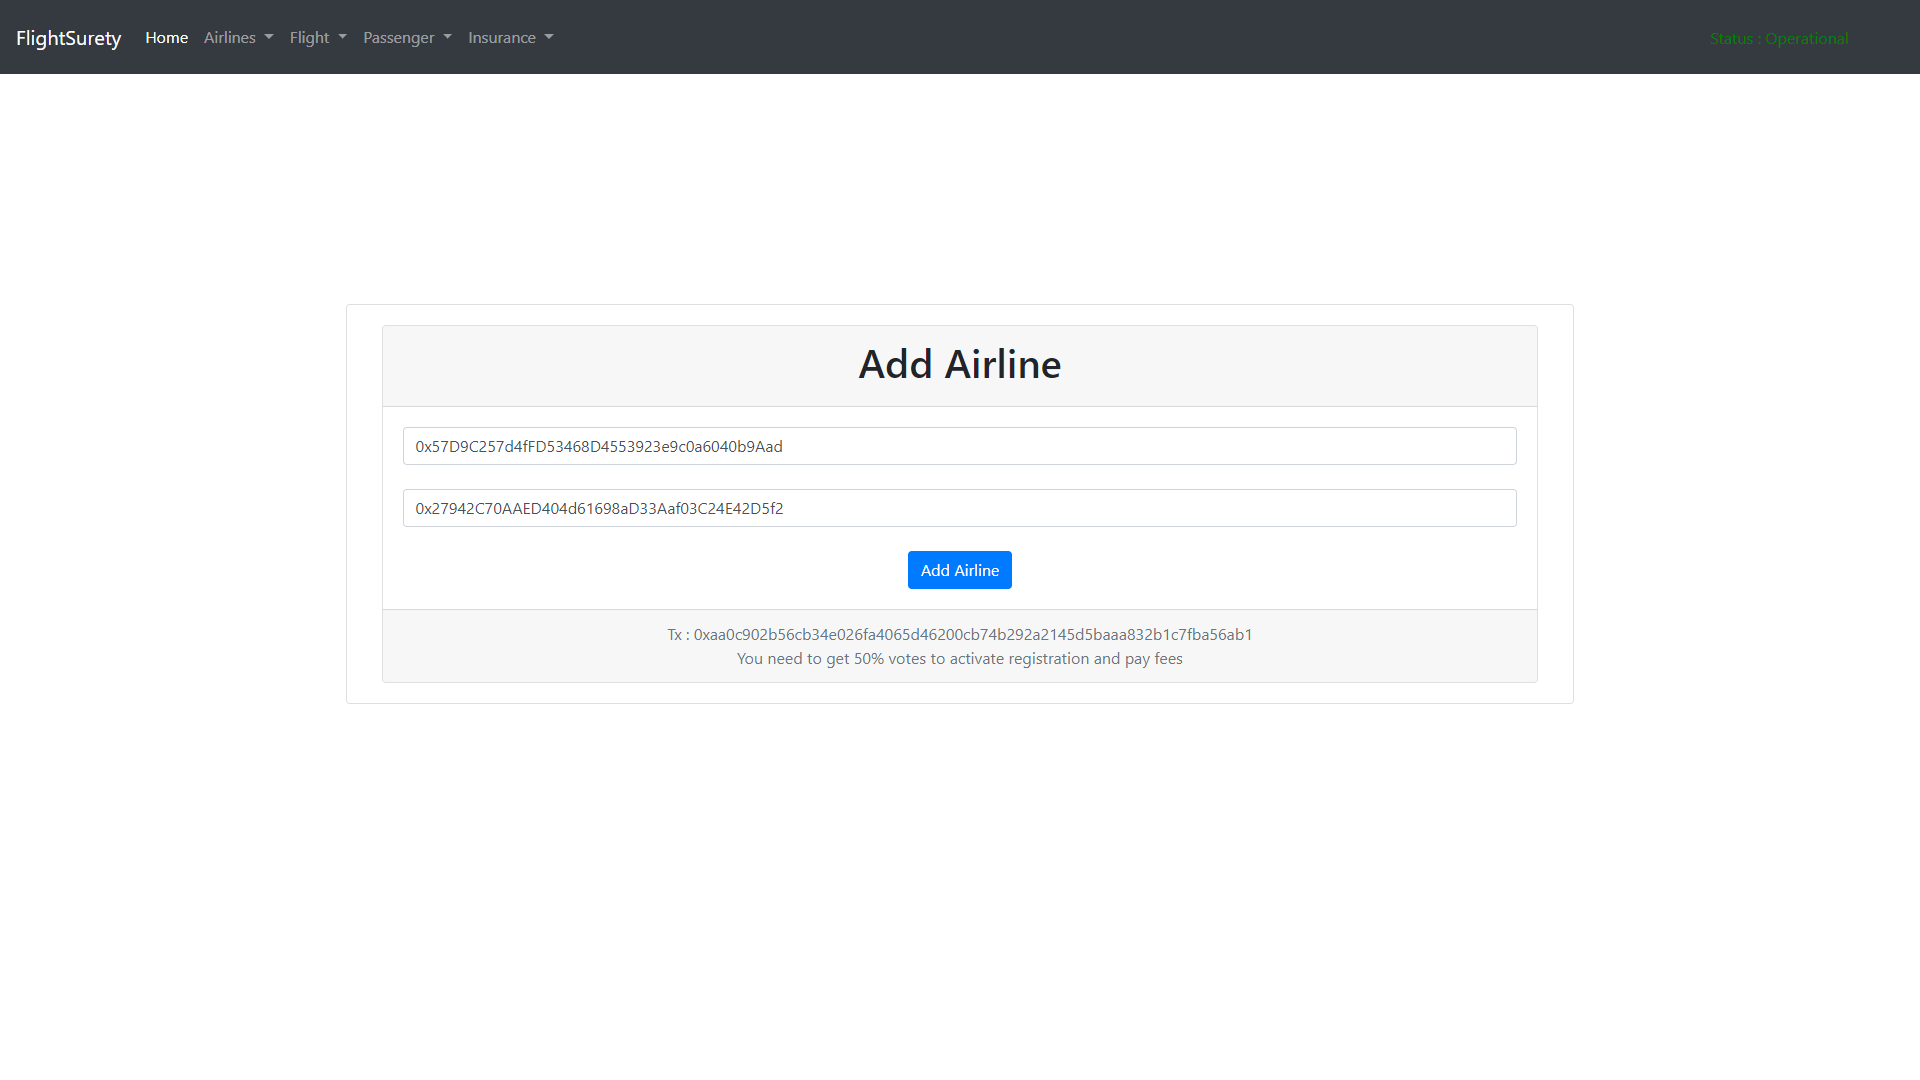 FlightSurety Home Airlines Flight Passenger Insurance Status : Operational
Add Airline
0x57D9C257d4fFD53468D4553923e9c0a6040b9Aad
0x27942C70AAED404d61698aD33Aaf03C24E42D5f2
Add Airline
Tx : 0xaa0c902b56cb34e026fa4065d46200cb74b292a2145d5baaa832b1c7fba56ab1
You need to get 50% votes to activate registration and pay fees